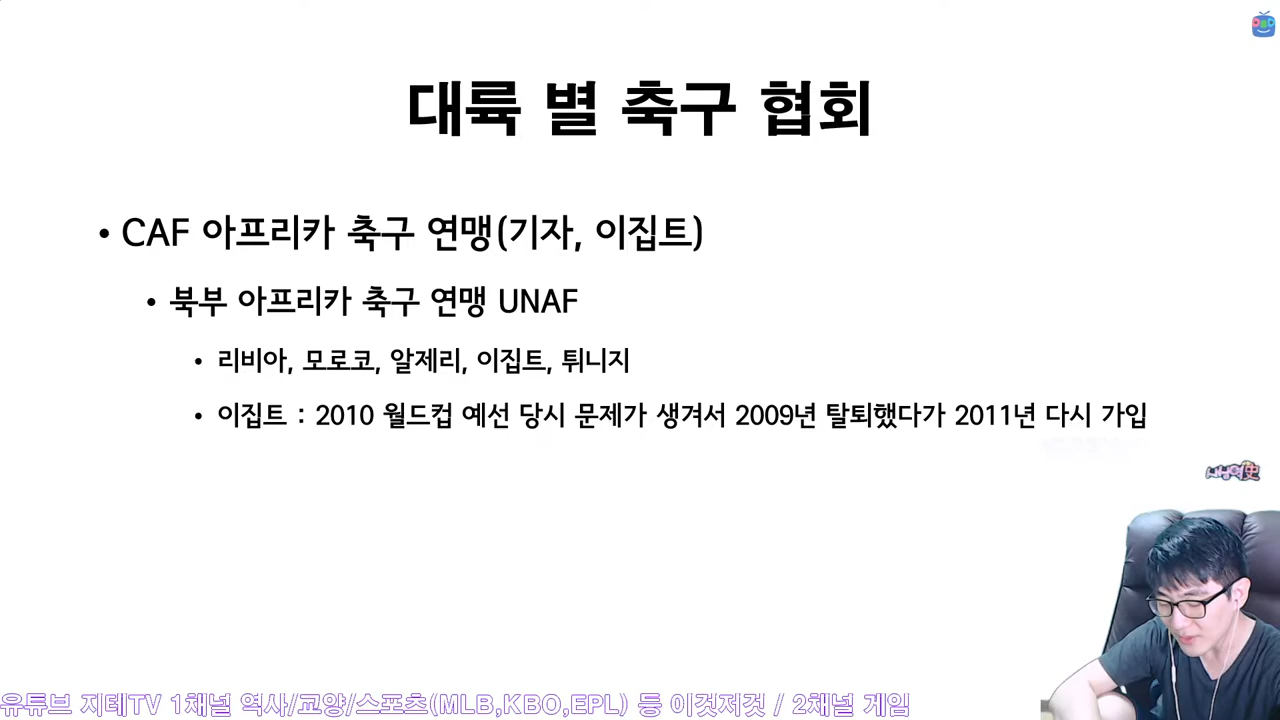 대륙 별 축구 협회
• CAF 아프리카 축구 연맹(기자, 이집트)
• 북부 아프리카 축구 연맹 UNAF
• 리비아, 모로코, 알제리, 이집트, 튀니지
• 이집트 : 2010 월드컵 예선 당시 문제가 생겨서 2009년 탈퇴했다가 2011년 다시 가입
유튜브 지테TV 1채널 역사/교양/스포츠(MLB,KBO,EPL) 등 이것저것 / 2채널 게임